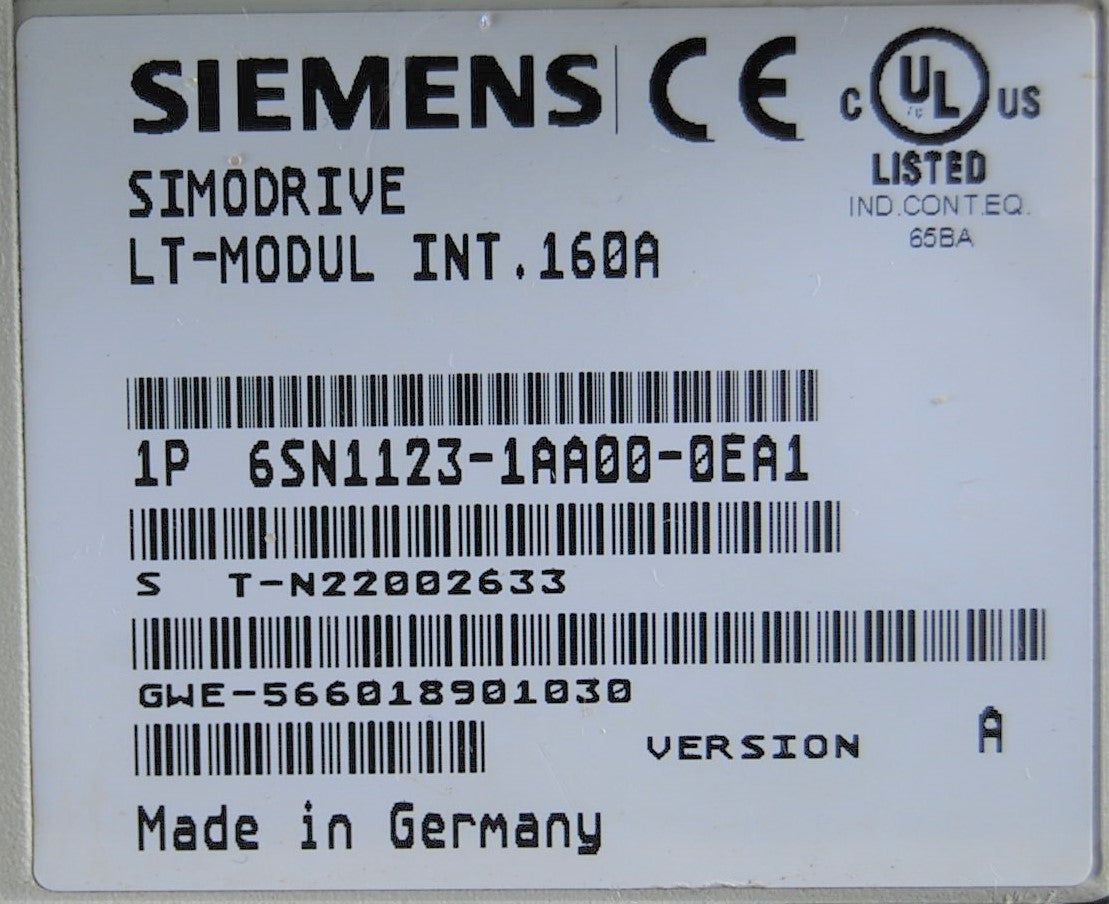 SIEMENS CE C UL US
LISTED
IND.CONT.EQ.
65BA
SIMODRIVE
LT-MODUL INT.160A
1P 6SN1123-1AA00-0EA1
S T-N22002633
GWE-566018901030
VERSION A
Made in Germany